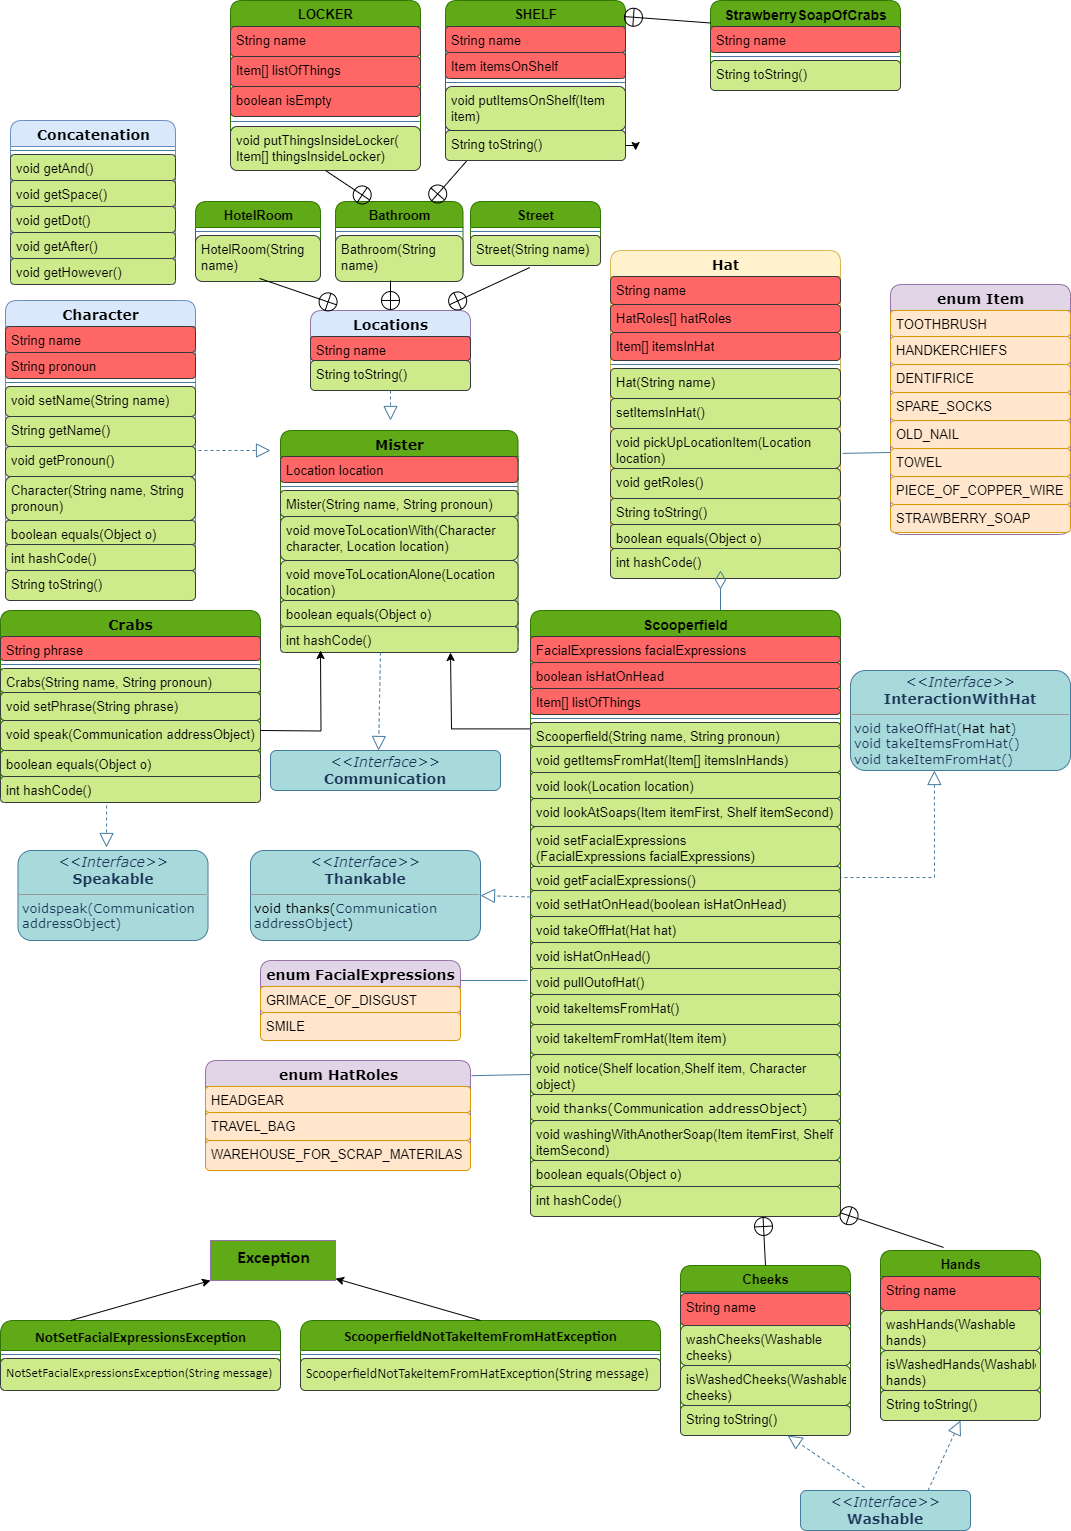 LOCKER
String name
Item[] listOfThings
boolean isEmpty
void putThingsInsideLocker(
Item[] thingsInsideLocker)
SHELF
String name
Item itemsOnShelf
void putItemsOnShelf(Item
item)
String toString()
StrawberrySoapOfCrabs
String name
String toString()
Concatenation
void getAnd()
void getSpace()
void getDot()
void getAfter()
void getHowever()
HotelRoom
HotelRoom(String
name)
Bathroom
Bathroom(String
name)
Street
Street(String name)
Locations
String name
String toString()
Character
String name
String pronoun
void setName(String name)
String getName()
void getPronoun()
Character(String name, String
pronoun)
boolean equals(Object o)
int hashCode()
String toString()
Mister
Location location
Mister(String name, String pronoun)
void moveToLocationWith(Character
character, Location location)
void moveToLocationAlone(Location
location)
boolean equals(Object o)
int hashCode()
Hat
String name
HatRoles[] hatRoles
Item[] itemsInHat
Hat(String name)
setItemsInHat()
void pickUpLocationItem(Location
location)
void getRoles()
String toString()
boolean equals(Object o)
int hashCode()
enum Item
TOOTHBRUSH
HANDKERCHIEFS
DENTIFRICE
SPARE_SOCKS
OLD_NAIL
TOWEL
PIECE_OF_COPPER_WIRE
STRAWBERRY_SOAP
Crabs
String phrase
Crabs(String name, String pronoun)
void setPhrase(String phrase)
void speak(Communication addressObject)
boolean equals(Object o)
int hashCode()
<<Interface>>
Communication
Scooperfield
FacialExpressions facialExpressions
boolean isHatOnHead
Item[] listOfThings
Scooperfield(String name, String pronoun)
void getItemsFromHat(Item[] itemsInHands)
void look(Location location)
void lookAtSoaps(Item itemFirst, Shelf itemSecond)
void setFacialExpressions
(FacialExpressions facialExpressions)
void getFacialExpressions()
void setHatOnHead(boolean isHatOnHead)
void takeOffHat(Hat hat)
void isHatOnHead()
void pullOutofHat()
void takeItemsFromHat()
void takeItemFromHat(Item item)
void notice(Shelf location,Shelf item, Character
object)
void thanks(Communication addressObject)
void washingWithAnotherSoap(Item itemFirst, Shelf
itemSecond)
boolean equals(Object o)
int hashCode()
<<Interface>>
InteractionWithHat
void takeOffHat(Hat hat)
void takeItemsFromHat()
void takeItemFromHat()
<<Interface>>
Speakable
voidspeak(Communication
addressObject)
<<Interface>>
Thankable
void thanks(Communication
addressObject)
enum FacialExpressions
GRIMACE_OF_DISGUST
SMILE
enum HatRoles
HEADGEAR
TRAVEL_BAG
WAREHOUSE_FOR_SCRAP_MATERILAS
Exception
NotSetFacialExpressionsException
NotSetFacialExpressionsException(String message)
ScooperfieldNotTakeItemFromHatException
ScooperfieldNotTakeItemFromHatException(String message)
Cheeks
String name
washCheeks(Washable
cheeks)
isWashedCheeks(Washable
cheeks)
String toString()
Hands
String name
washHands(Washable
hands)
isWashedHands(Washabl
hands)
String toString()
<<Interface>>
Washable